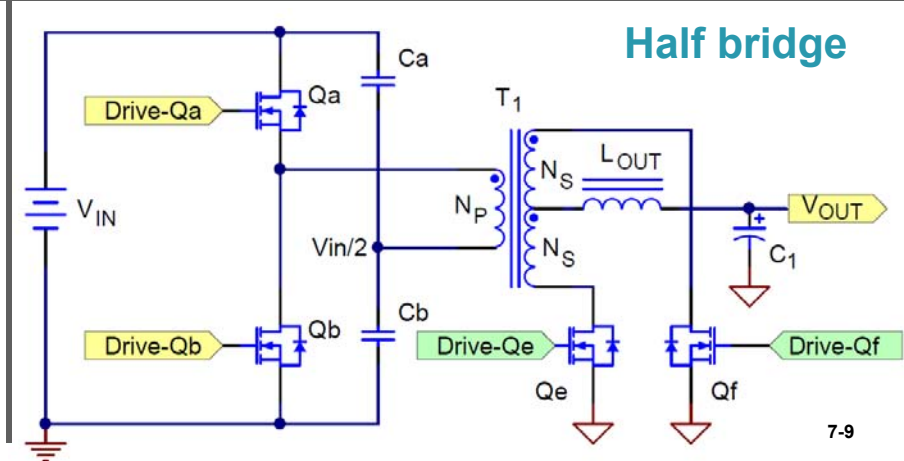 Half bridge
Ca
Qa
T1
Drive-Qa
LOUT
NS
VIN
NP
VOUT
Vin/2
NS
C1
Cb
Drive-Qb
Qb
Drive-Qe
Drive-Qf
Qe
Qf
7-9